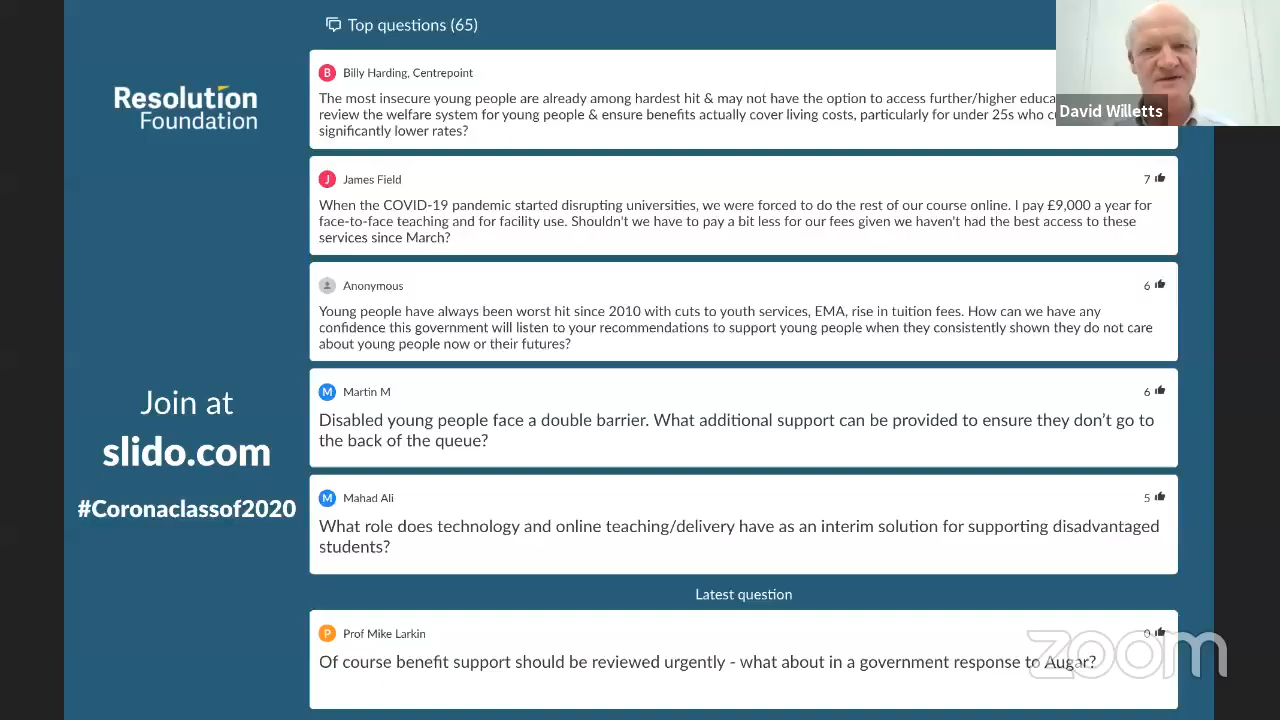 Top questions (65)
Resolution
Foundation
B Billy Harding, Centrepoint
The most insecure young people are already among hardest hit & may not have the option to access further/higher
review the welfare system for young people & ensure benefits actually cover living costs, particularly for under 25s who
significantly lower rates?
David Willetts
J James Field 7
When the COVID-19 pandemic started disrupting universities, we were forced to do the rest of our course online. I pay £9,000 a year for
face-to-face teaching and for facility use. Shouldn't we have to pay a bit less for our fees given we haven't had the best access to these
services since March?
Anonymous 6
Young people have always been worst hit since 2010 with cuts to youth services, EMA, rise in tuition fees. How can we have any
confidence this government will listen to your recommendations to support young people when they consistently shown they do not care
about young people now or their futures?
Join at
slido.com
#Coronaclassof2020
M Martin M 6
Disabled young people face a double barrier. What additional support can be provided to ensure they don’t go to
the back of the queue?
M Mahad Ali 5
What role does technology and online teaching/delivery have as an interim solution for supporting disadvantaged
students?
Latest question
P Prof Mike Larkin 0
Of course benefit support should be reviewed urgently - what about in a government response to Augar?
zoom